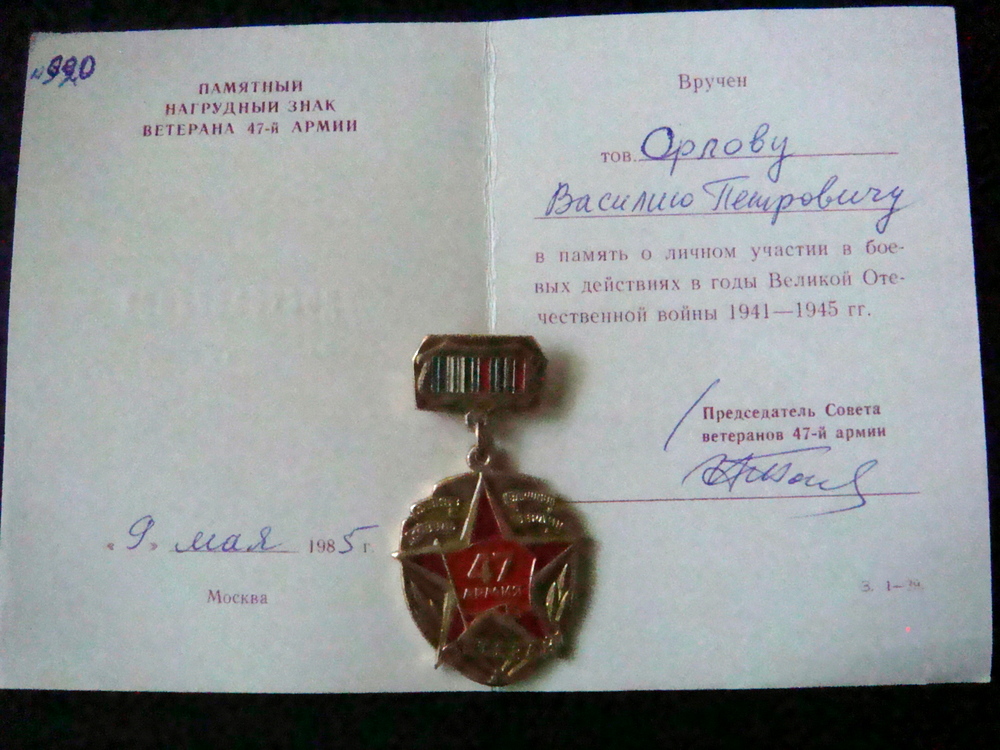 ПАМЯТНЫЙ
НАГРУДНЫЙ ЗНАК
ВЕТЕРАНА 47-й АРМИИ
«9» мая 1985 г.
Москва
Вручен
тов. Орлову
Василию Петровичу
в память о личном участии в бое-
вых действиях в годы Великой Оте-
чественной войны 1941—1945 гг.
Председатель Совета
ветеранов 47-й армии
47
АРМИЯ